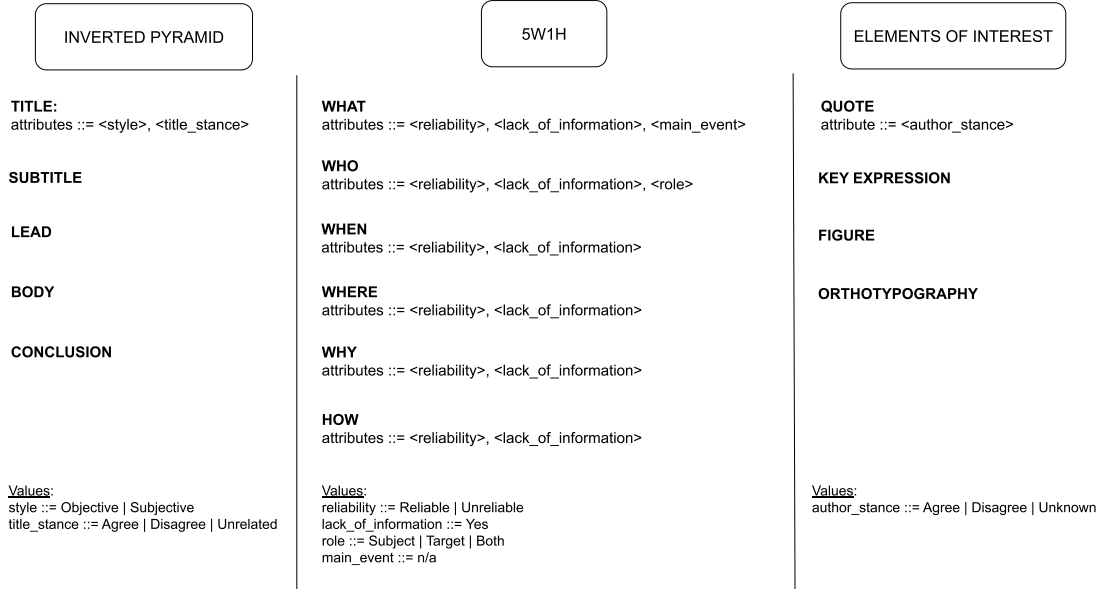 INVERTED PYRAMID
TITLE:
attributes ::= <style>, <title_stance>
SUBTITLE
LEAD
BODY
CONCLUSION
Values:
style ::= Objective | Subjective
title_stance ::= Agree | Disagree | Unrelated
5W1H
WHAT
attributes ::= <reliability>, <lack_of_information>, <main_event>
WHO
attributes ::= <reliability>, <lack_of_information>, <role>
WHEN
attributes ::= <reliability>, <lack_of_information>
WHERE
attributes ::= <reliability>, <lack_of_information>
WHY
attributes ::= <reliability>, <lack_of_information>
HOW
attributes ::= <reliability>, <lack_of_information>
Values:
reliability ::= Reliable | Unreliable
lack_of_information ::= Yes
role ::= Subject | Target | Both
main_event ::= n/a
ELEMENTS OF INTEREST
QUOTE
attribute ::= <author_stance>
KEY EXPRESSION
FIGURE
ORTHOTYPOGRAPHY
Values:
author_stance ::= Agree | Disagree | Unknown